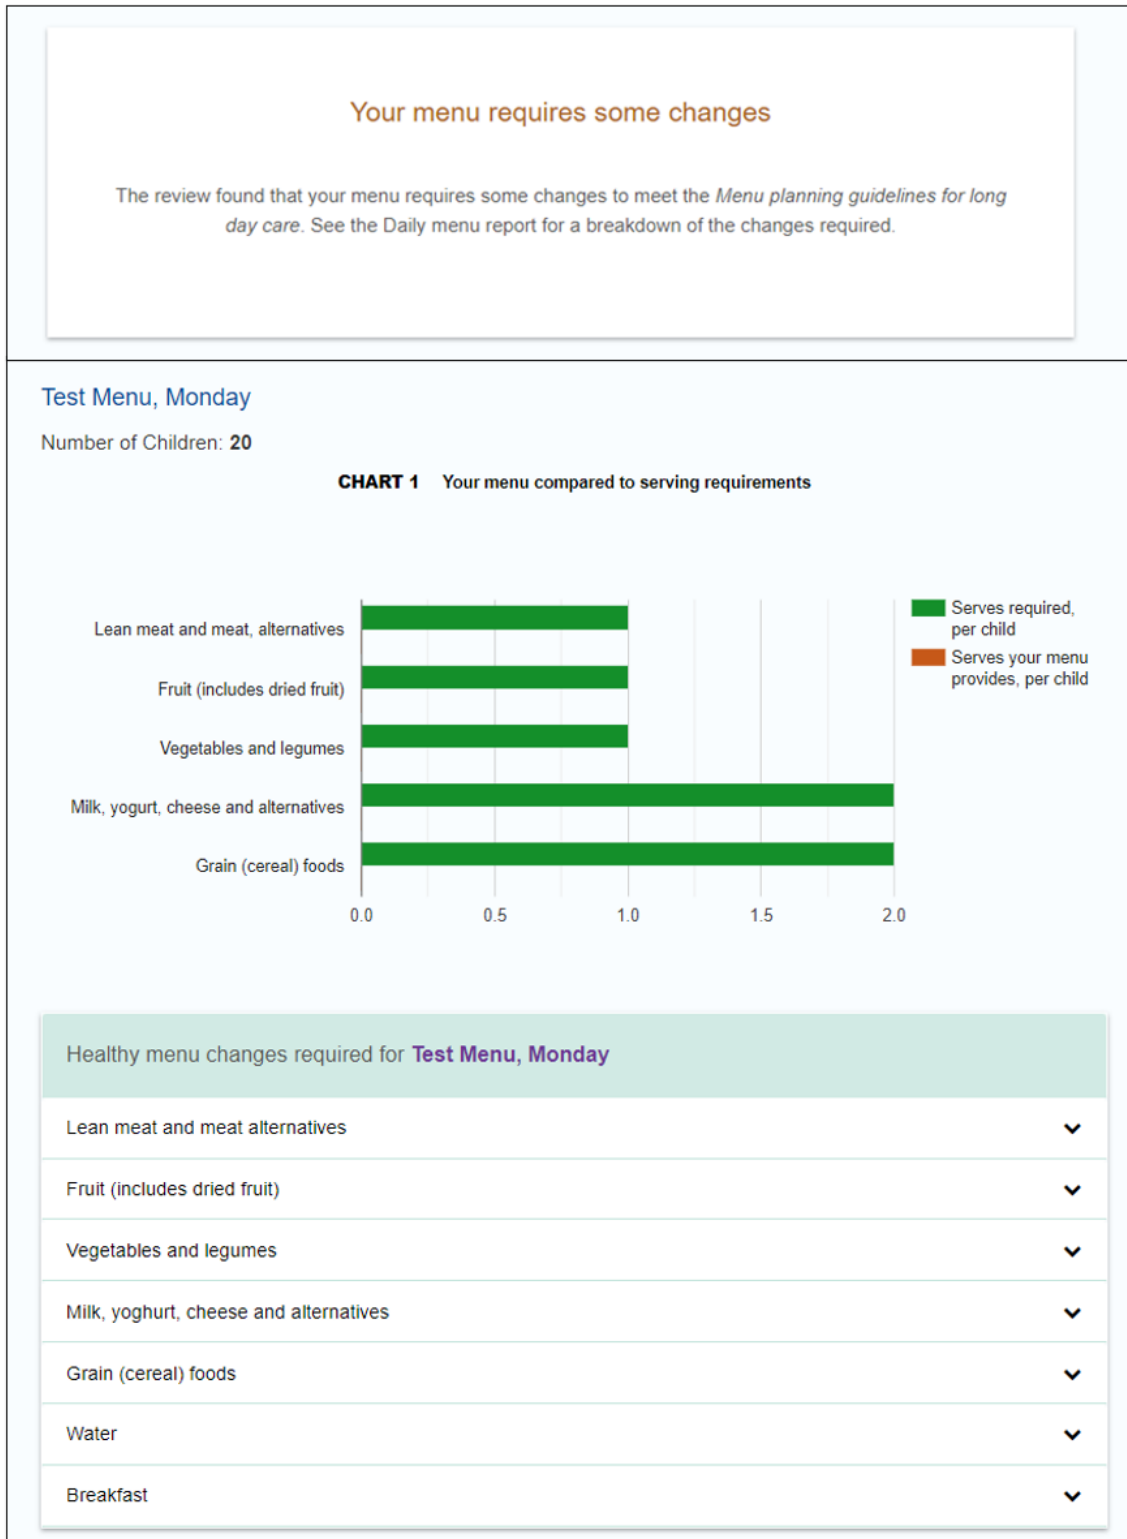 Your menu requires some changes
The review found that your menu requires some changes to meet the Menu planning guidelines for long
day care. See the Daily menu report for a breakdown of the changes required.
Test Menu, Monday
Number of Children: 20
CHART 1 Your menu compared to serving requirements
Lean meat and meat, alternatives
Fruit (includes dried fruit)
Vegetables and legumes
Milk, yogurt, cheese and alternatives
Grain (cereal) foods
0.0 0.5 1.0 1.5 2.0
Serves required,
per child
Serves your menu
provides, per child
Healthy menu changes required for Test Menu, Monday
Lean meat and meat alternatives
Fruit (includes dried fruit)
Vegetables and legumes
Milk, yoghurt, cheese and alternatives
Grain (cereal) foods
Water
Breakfast